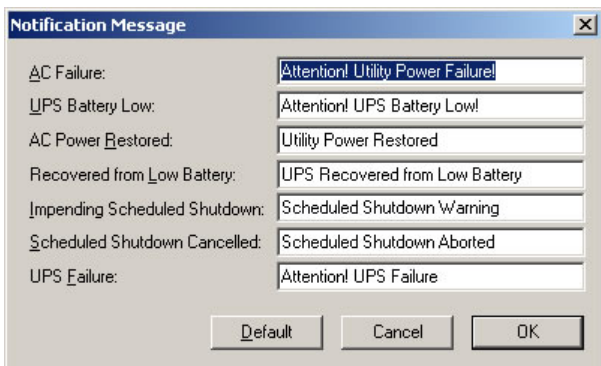 Notification Message
AC Failure: Attention! Utility Power Failure!
UPS Battery Low: Attention! UPS Battery Low!
AC Power Restored: Utility Power Restored
Recovered from Low Battery: UPS Recovered from Low Battery
Impending Scheduled Shutdown: Scheduled Shutdown Warning
Scheduled Shutdown Cancelled: Scheduled Shutdown Aborted
UPS Failure: Attention! UPS Failure
Default Cancel OK